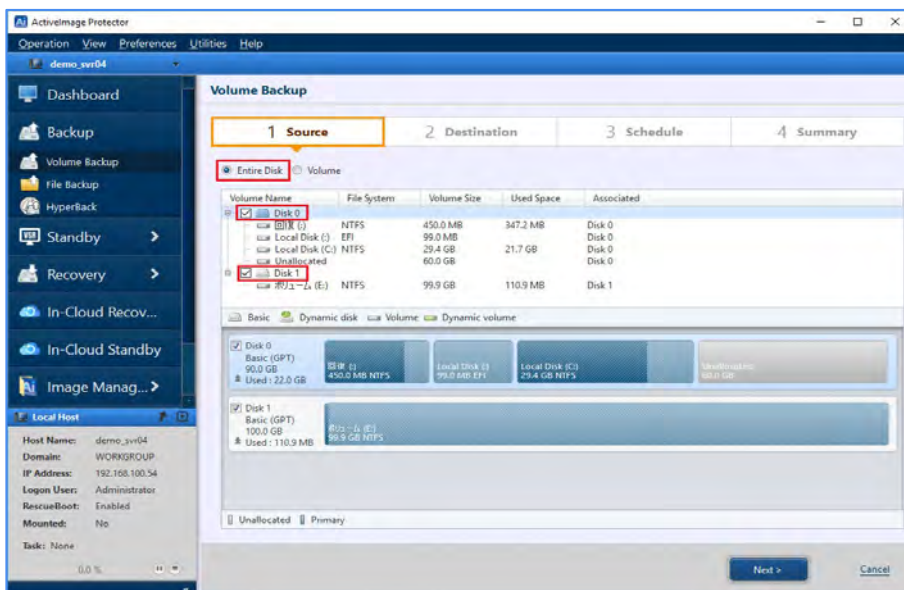 ActiveImage Protector
Operation View Preferences Utilities Help
demo_svr04
Dashboard
Backup
Volume Backup
File Backup
HyperBack
Standby >
Recovery >
In-Cloud Recov...
In-Cloud Standby
Image Manag... >
Local Host
Host Name: demo_svr04
Domain: WORKGROUP
IP Address: 192.168.100.54
Logon User: Administrator
RescueBoot: Enabled
Mounted: No
Task: None
0.0 %
Volume Backup
1 Source
2 Destination
3 Schedule
4 Summary
Entire Disk Volume
Volume Name File System Volume Size Used Space Associated
Disk 0
回復 (:) NTFS 450.0 MB 347.2 MB Disk 0
Local Disk (:) EFI 99.0 MB Disk 0
Local Disk (C:) NTFS 29.4 GB 21.7 GB Disk 0
Unallocated 60.0 GB Disk 0
Disk 1
ボリューム (E:) NTFS 99.9 GB 110.9 MB Disk 1
Basic Dynamic disk Volume Dynamic volume
Disk 0
Basic (GPT)
90.0 GB
Used : 22.0 GB
回復 (:)
450.0 MB NTFS
Local Disk (:)
99.0 MB EFI
Local Disk (C:)
29.4 GB NTFS
Unallocated
60.0 GB
Disk 1
Basic (GPT)
100.0 GB
Used : 110.9 MB
ボリューム (E:)
99.9 GB NTFS
Unallocated Primary
Next >
Cancel